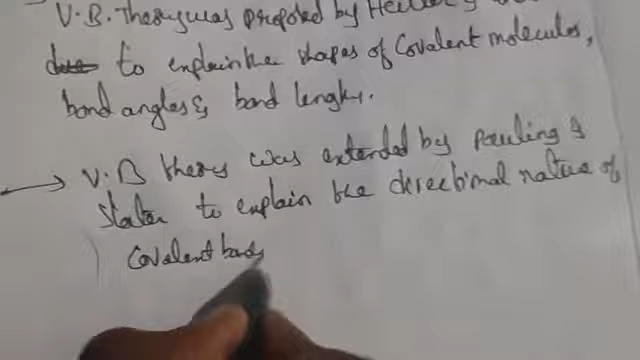 V.B. Theory was proposed by Heitler &
to explain the shapes of Covalent molecules,
bond angles & bond lengths.
→ V.B theory was extended by Pauling &
Slater to explain the directional nature of
Covalent bonds